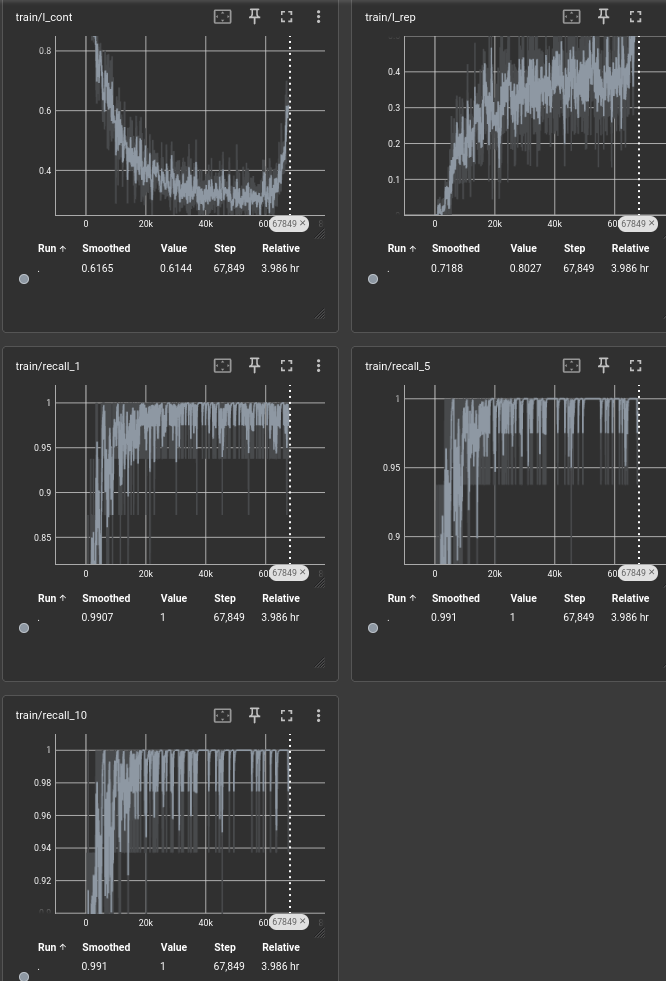 train/l_cont
0.8
0.6
0.4
0 20k 40k 60 67849 ✕ 8
Run ↑ Smoothed Value Step Relative
. 0.6165 0.6144 67,849 3.986 hr
train/l_rep
0.4
0.3
0.2
0.1
0 20k 40k 60 67849 ✕
Run ↑ Smoothed Value Step Relative
. 0.7188 0.8027 67,849 3.986 hr
train/recall_1
1
0.95
0.9
0.85
0 20k 40k 60 67849 ✕ 8
Run ↑ Smoothed Value Step Relative
. 0.9907 1 67,849 3.986 hr
train/recall_5
1
0.95
0.9
0 20k 40k 60 67849 ✕
Run ↑ Smoothed Value Step Relative
. 0.991 1 67,849 3.986 hr
train/recall_10
1
0.98
0.96
0.94
0.92
0 20k 40k 60 67849 ✕ 8
Run ↑ Smoothed Value Step Relative
. 0.991 1 67,849 3.986 hr